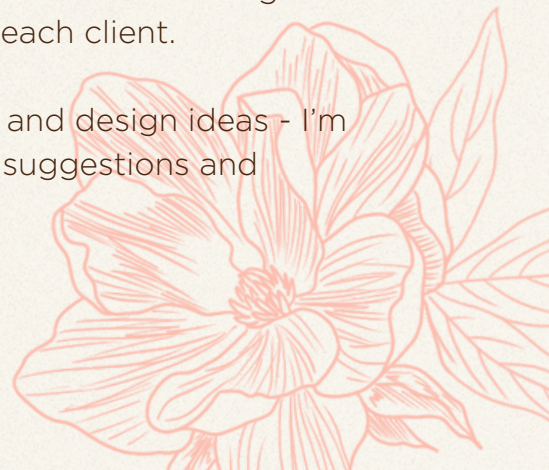 each client.
and design ideas - I'm
suggestions and